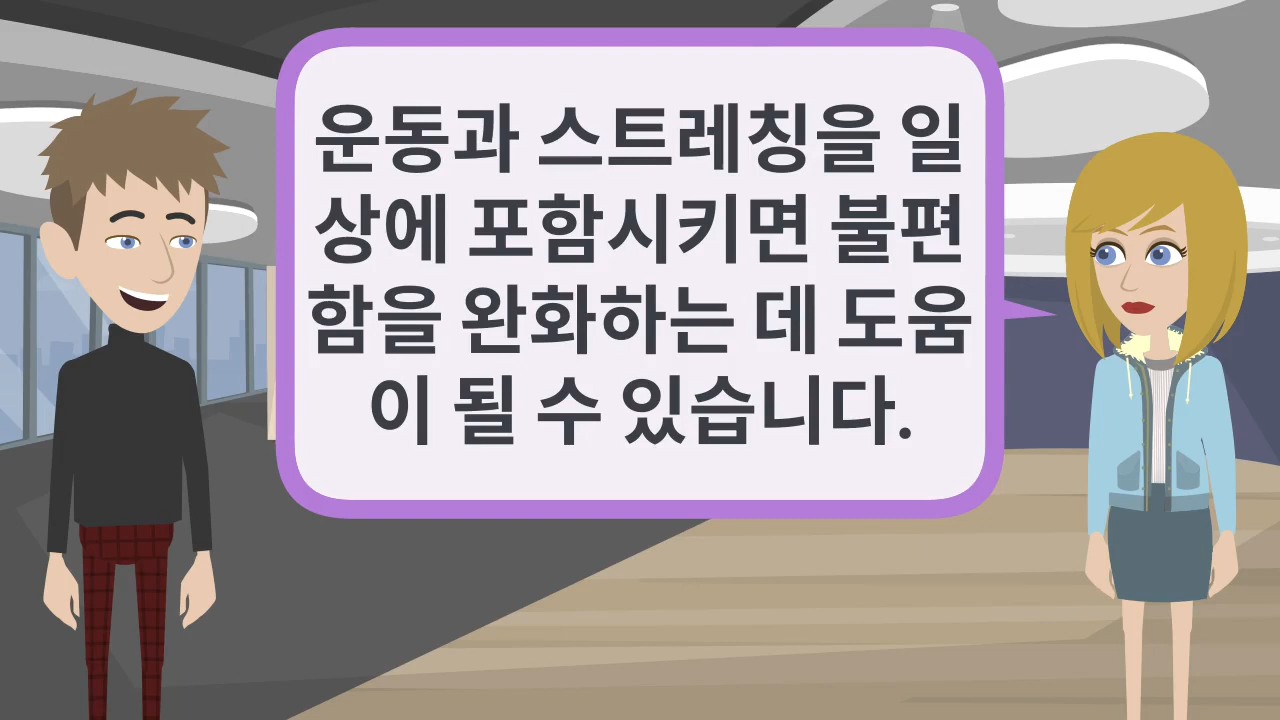 운동과 스트레칭을 일
상에 포함시키면 불편
함을 완화하는 데 도움
이 될 수 있습니다.